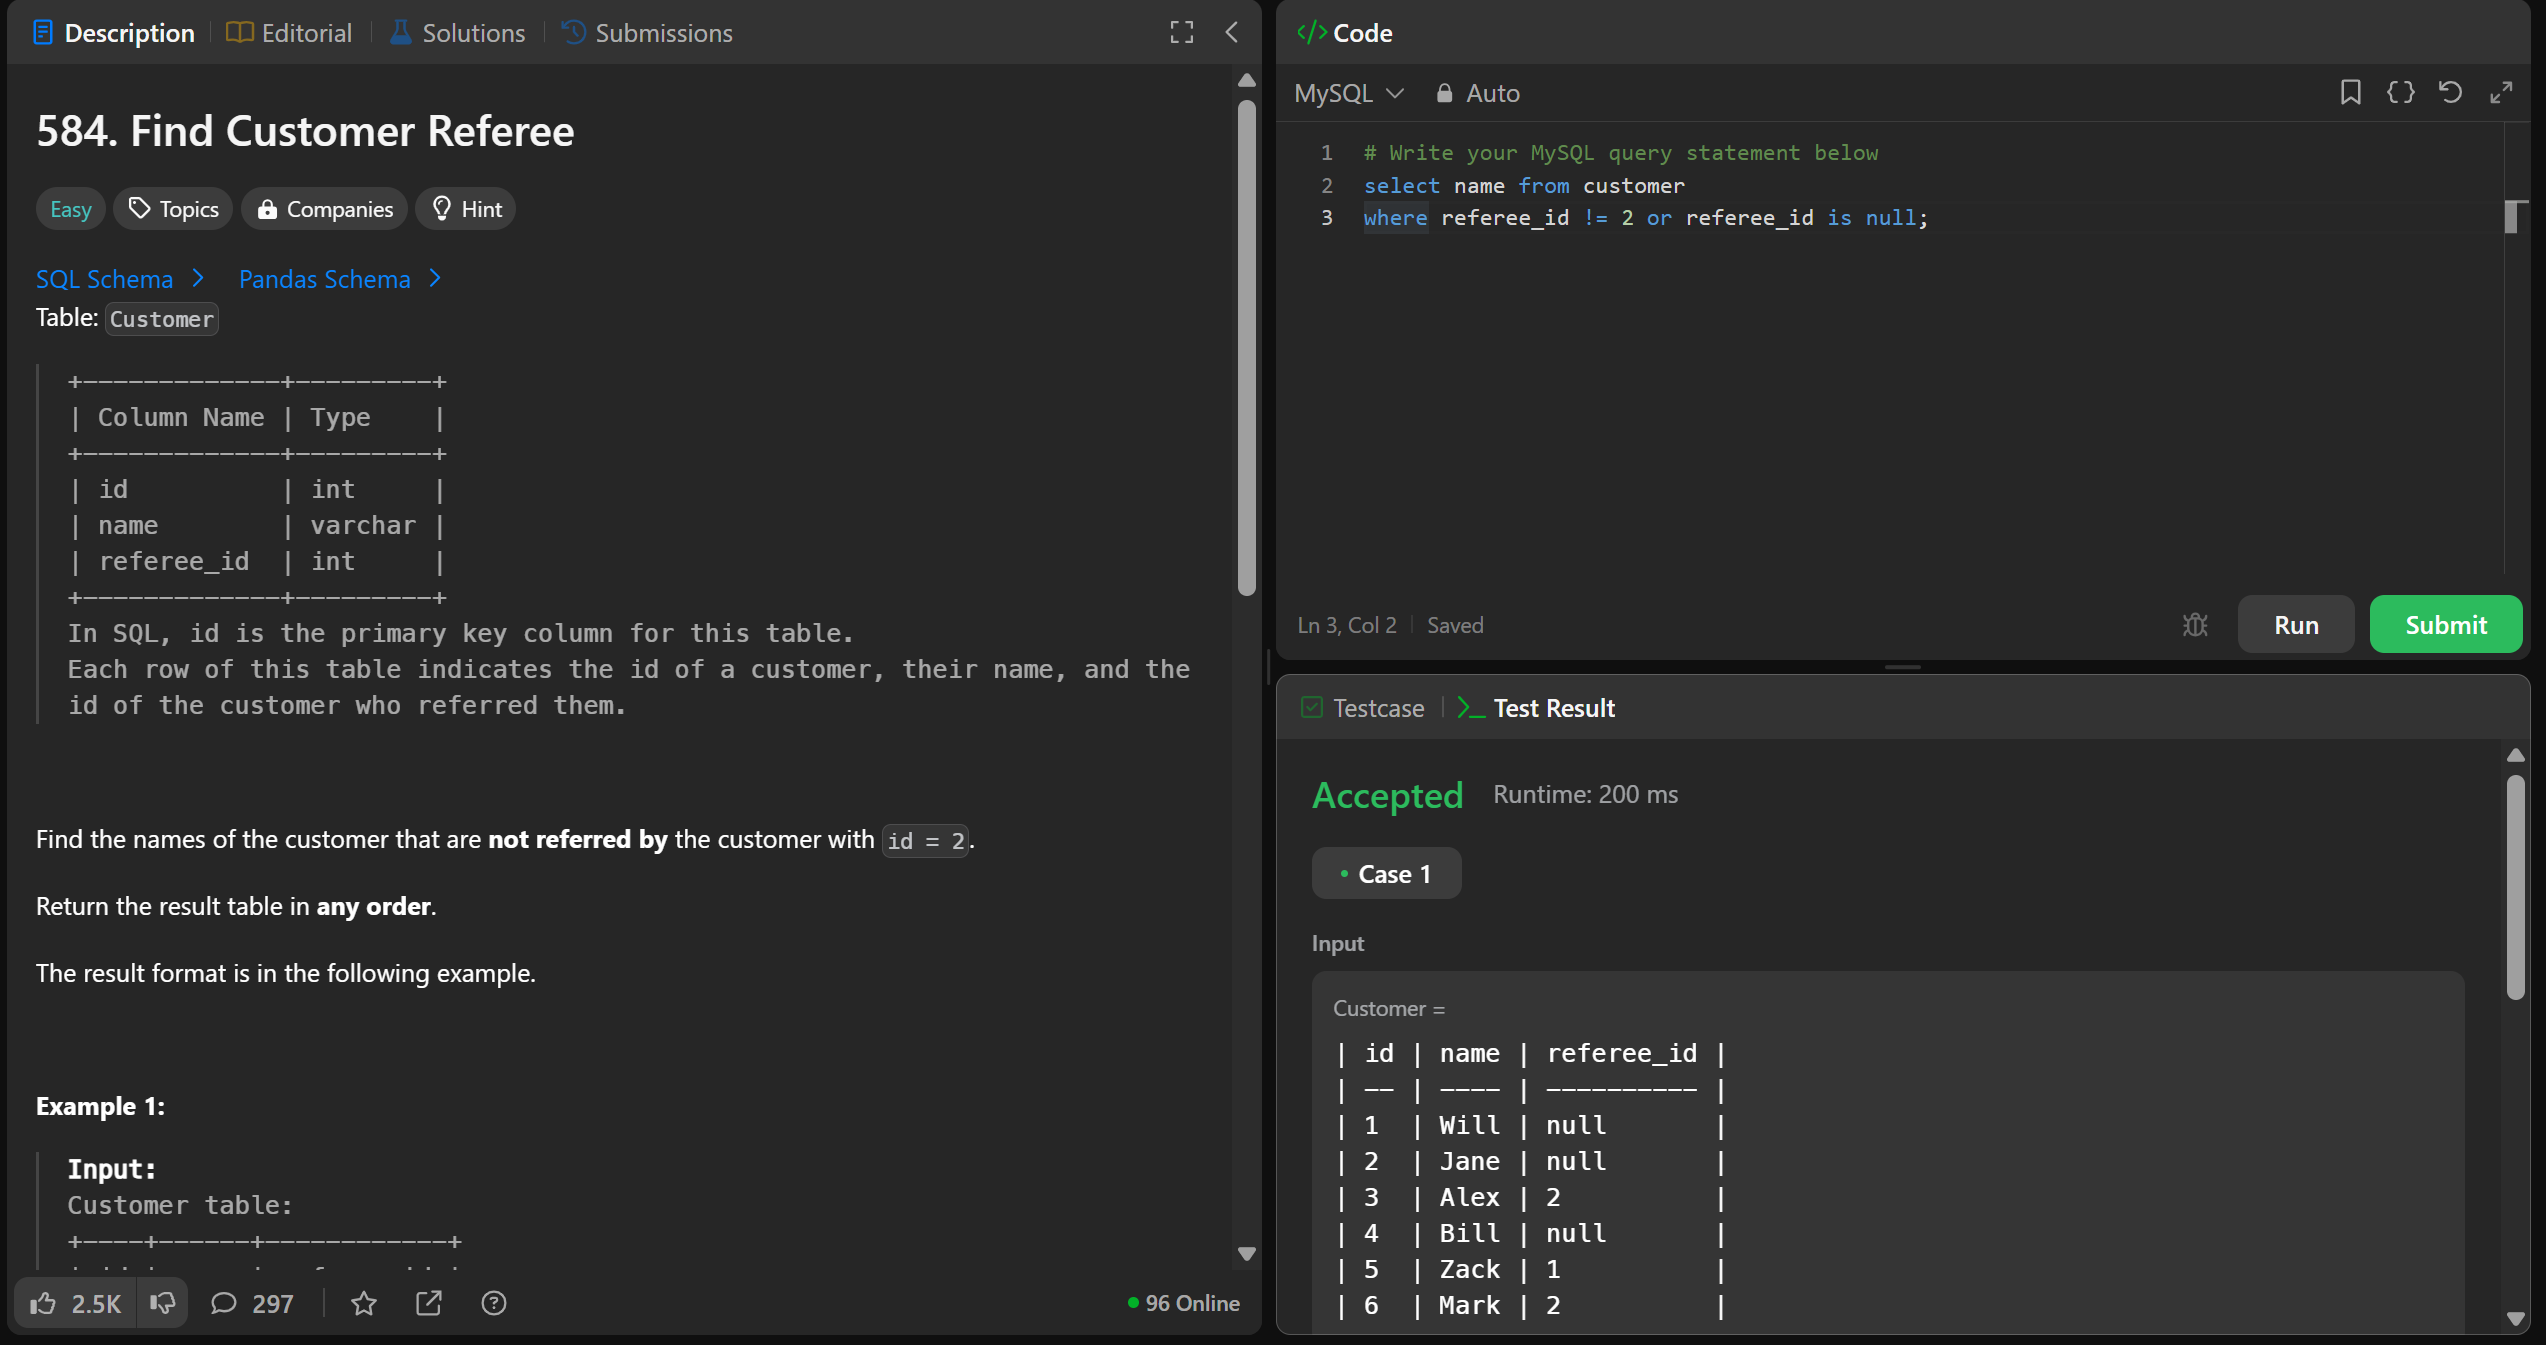 Description | Editorial | Solutions | Submissions
584. Find Customer Referee
Easy Topics Companies Hint
SQL Schema > Pandas Schema >
Table: Customer
+-------------+---------+
| Column Name | Type    |
+-------------+---------+
| id          | int     |
| name        | varchar |
| referee_id  | int     |
+-------------+---------+
In SQL, id is the primary key column for this table.
Each row of this table indicates the id of a customer, their name, and the
id of the customer who referred them.
Find the names of the customer that are not referred by the customer with id = 2.
Return the result table in any order.
The result format is in the following example.
Example 1:
Input:
Customer table:
+----+------+------------+
2.5K 297 96 Online
</> Code
MySQL Auto
1 # Write your MySQL query statement below
2 select name from customer
3 where referee_id != 2 or referee_id is null;
Ln 3, Col 2 | Saved Run Submit
Testcase | >_ Test Result
Accepted Runtime: 200 ms
• Case 1
Input
Customer =
| id | name | referee_id |
| -- | ---- | ---------- |
| 1  | Will | null       |
| 2  | Jane | null       |
| 3  | Alex | 2          |
| 4  | Bill | null       |
| 5  | Zack | 1          |
| 6  | Mark | 2          |